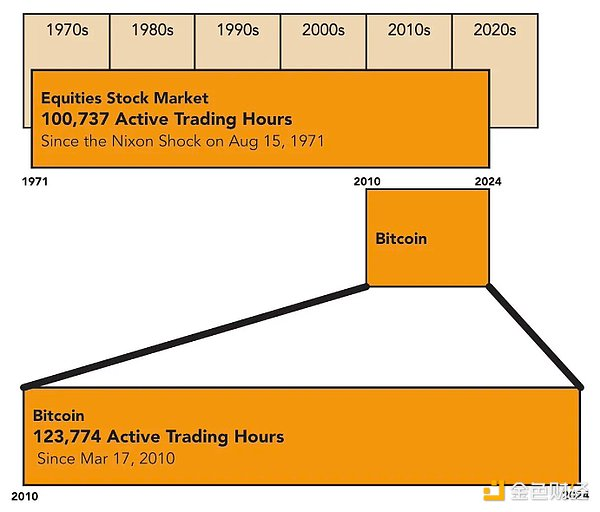 1970s 1980s 1990s 2000s 2010s 2020s
Equities Stock Market
100,737 Active Trading Hours
Since the Nixon Shock on Aug 15, 1971
1971 2010 2024
Bitcoin
Bitcoin
123,774 Active Trading Hours
Since Mar 17, 2010
2010 2024
金色财经